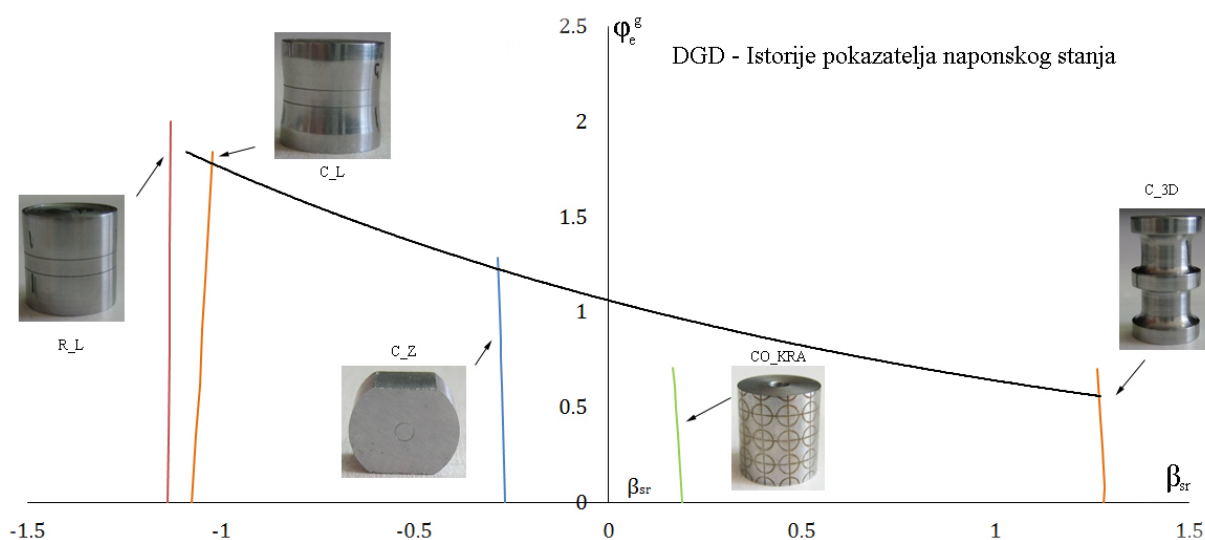 2.5
φₑᵍ
DGD - Istorije pokazatelja naponskog stanja
2
C_L
C_3D
1.5
1
R_L
C_Z
CO_KRA
0.5
0
βsr
βsr
-1.5
-1
-0.5
0
0.5
1
1.5